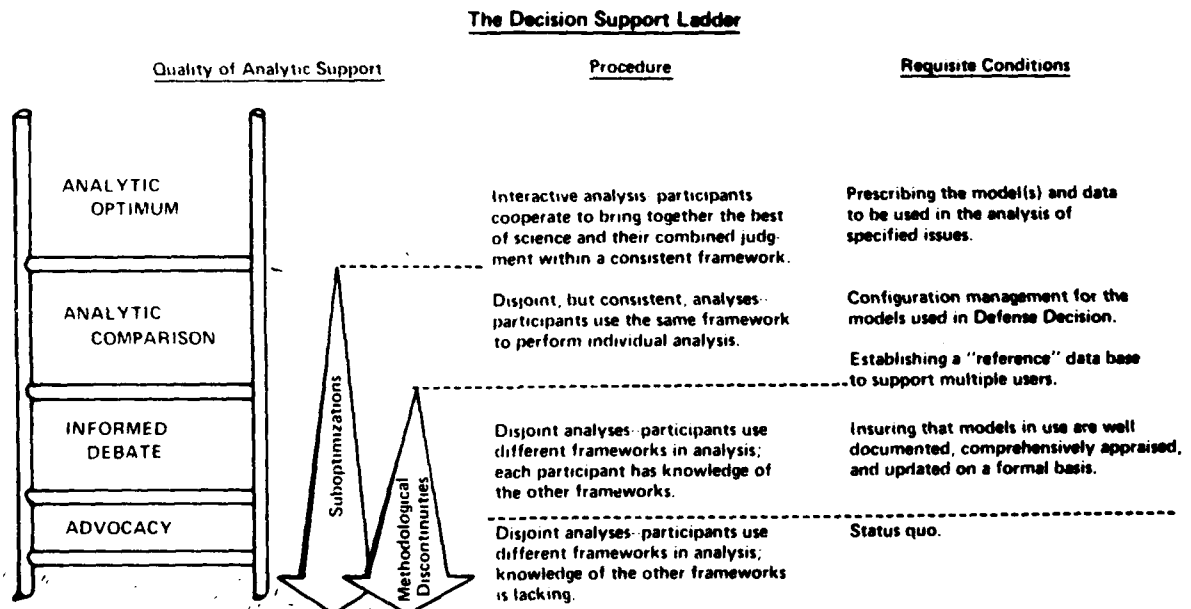 The Decision Support Ladder
Quality of Analytic Support
Procedure
Requisite Conditions
ANALYTIC
OPTIMUM
Interactive analysis--participants
cooperate to bring together the best
of science and their combined judg-
ment within a consistent framework.
Prescribing the model(s) and data
to be used in the analysis of
specified issues.
ANALYTIC
COMPARISON
Disjoint, but consistent, analyses--
participants use the same framework
to perform individual analysis.
Configuration management for the
models used in Defense Decision.
Establishing a "reference" data base
to support multiple users.
INFORMED
DEBATE
Disjoint analyses--participants use
different frameworks in analysis;
each participant has knowledge of
the other frameworks.
Insuring that models in use are well
documented, comprehensively appraised,
and updated on a formal basis.
ADVOCACY
Disjoint analyses--participants use
different frameworks in analysis;
knowledge of the other frameworks
is lacking.
Status quo.
Suboptimizations
Methodological
Discontinuities